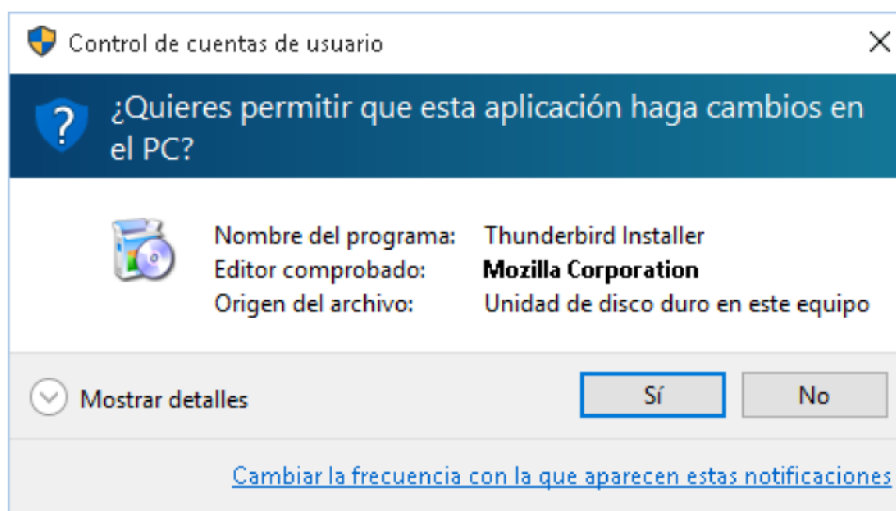 Control de cuentas de usuario
¿Quieres permitir que esta aplicación haga cambios en
el PC?
Nombre del programa: Thunderbird Installer
Editor comprobado: Mozilla Corporation
Origen del archivo: Unidad de disco duro en este equipo
Mostrar detalles Sí No
Cambiar la frecuencia con la que aparecen estas notificaciones